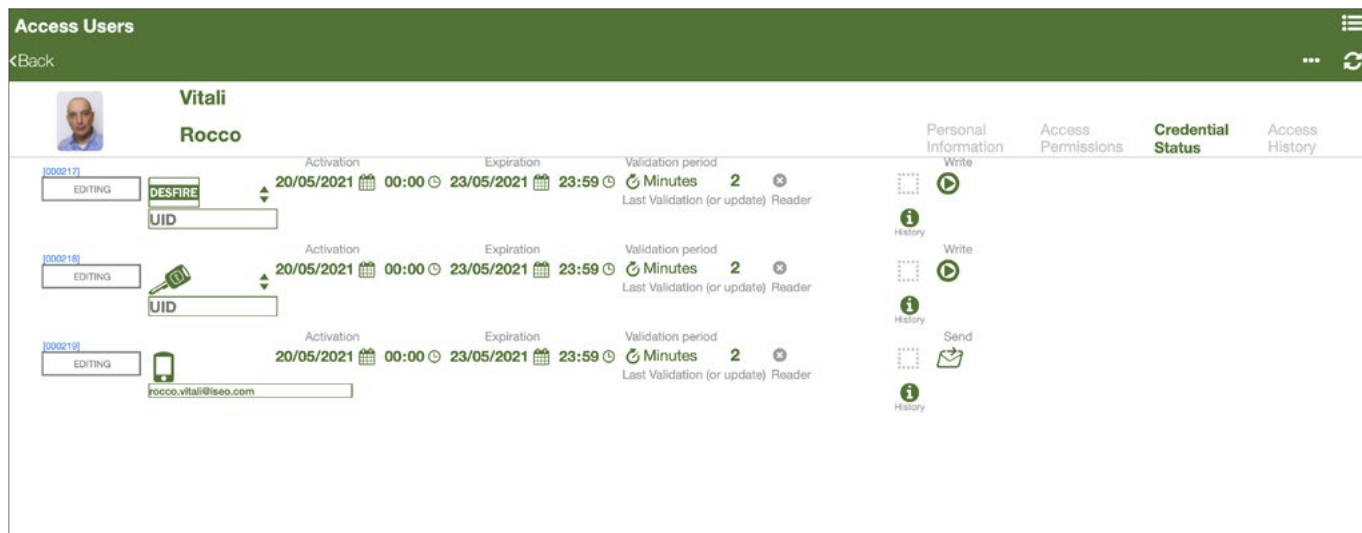 Access Users
Back
Vitali
Rocco
Personal Information
Access Permissions
Credential Status
Access History
[000217]
Activation Expiration Validation period Write
EDITING DESFIRE 20/05/2021 00:00 23/05/2021 23:59 Minutes 2
Last Validation (or update) Reader
UID
History
[000218]
Activation Expiration Validation period Write
EDITING 20/05/2021 00:00 23/05/2021 23:59 Minutes 2
Last Validation (or update) Reader
UID
History
[000219]
Activation Expiration Validation period Send
EDITING 20/05/2021 00:00 23/05/2021 23:59 Minutes 2
Last Validation (or update) Reader
rocco.vitali@iseo.com
History